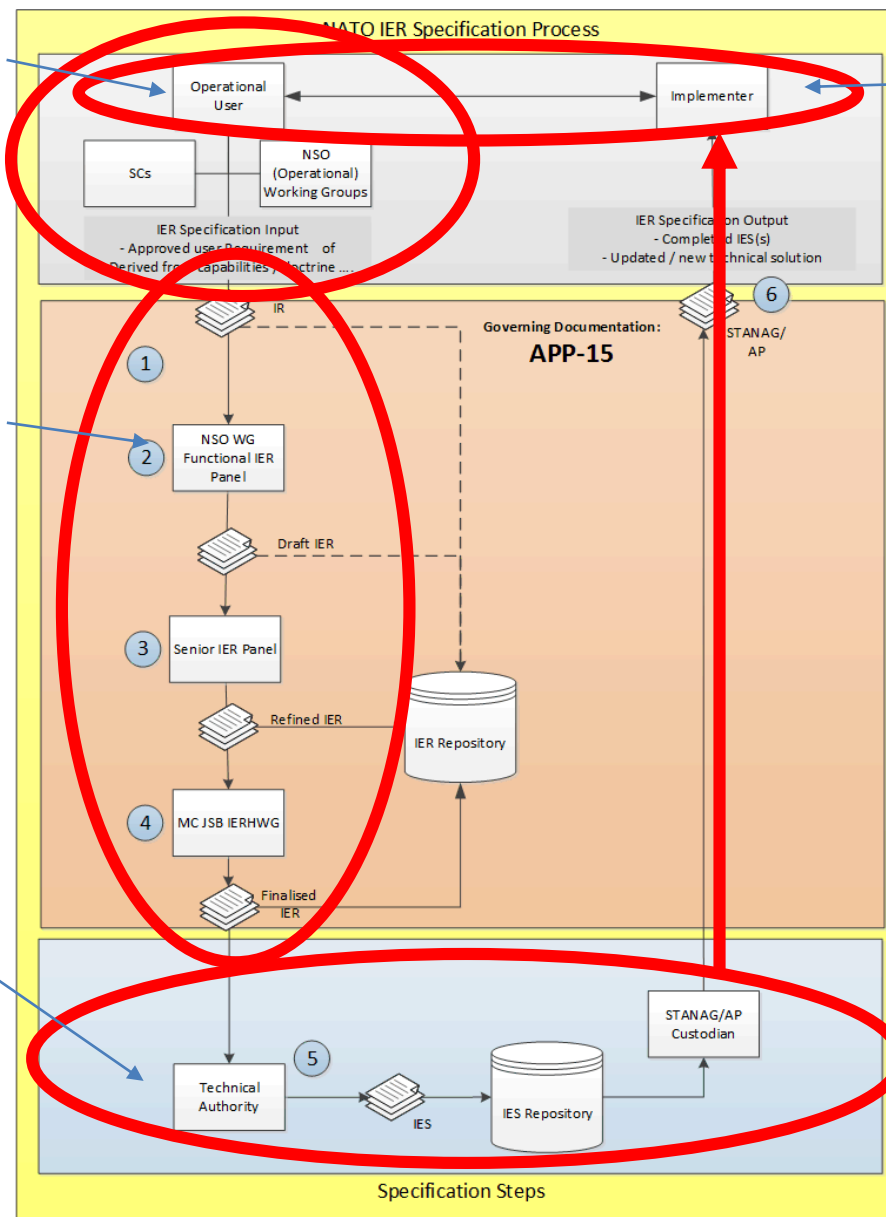 NATO IER Specification Process
Operational
User
Implementer
SCs
NSO
(Operational)
Working Groups
IER Specification Input
- Approved user Requirement of
Derived from capabilities / doctrine ....
IER Specification Output
- Completed IES(s)
- Updated / new technical solution
IR
6
STANAG/
AP
Governing Documentation:
APP-15
1
2
NSO WG
Functional IER
Panel
Draft IER
3
Senior IER Panel
Refined IER
IER Repository
4
MC JSB IERHWG
Finalised
IER
STANAG/AP
Custodian
5
Technical
Authority
IES
IES Repository
Specification Steps